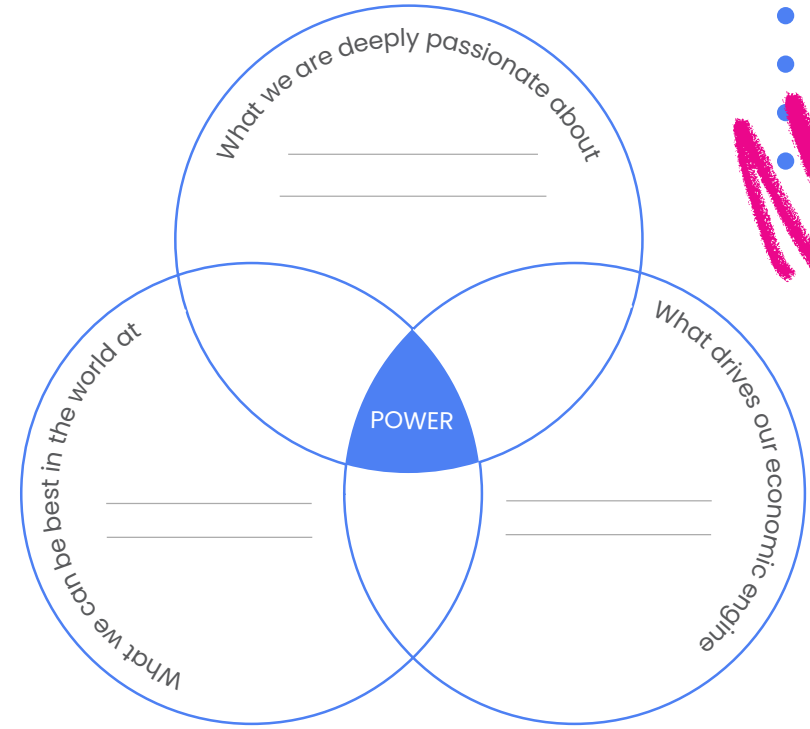 What we are deeply passionate about
What we can be best in the world at
What drives our economic engine
POWER